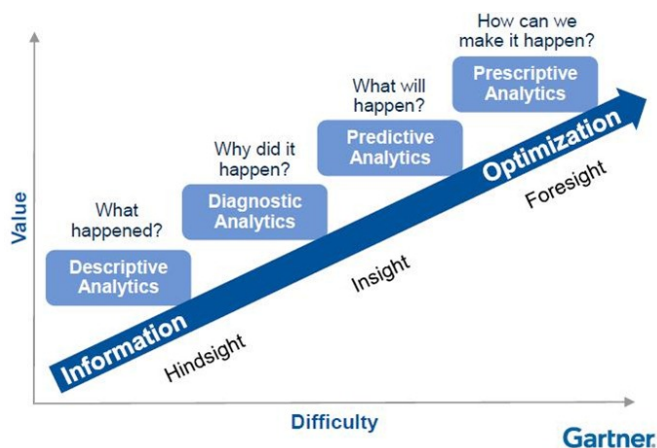 How can we
make it happen?
Prescriptive
Analytics
What will
happen?
Predictive
Analytics
Why did it
happen?
Diagnostic
Analytics
What
happened?
Descriptive
Analytics
Value
Information
Optimization
Hindsight
Insight
Foresight
Difficulty
Gartner